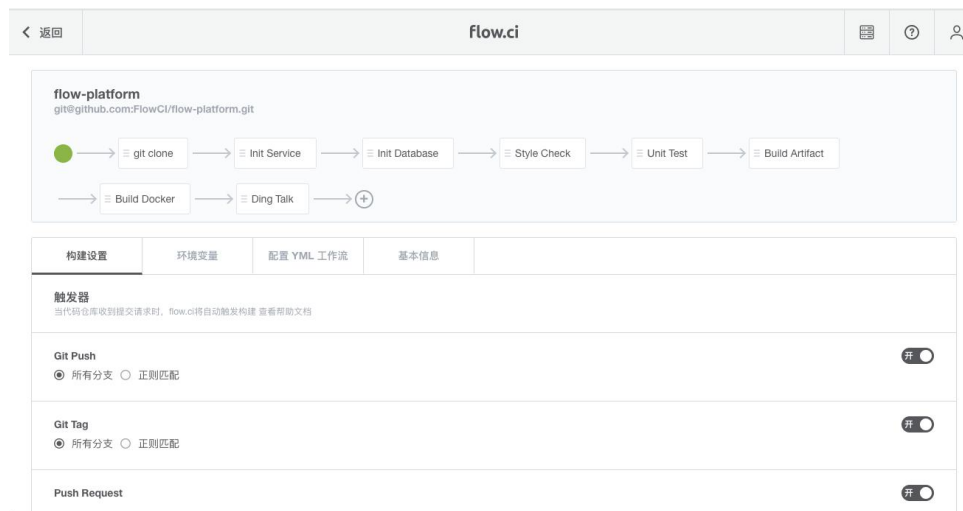 返回
flow.ci
flow-platform
git@github.com:FlowCI/flow-platform.git
git clone
Init Service
Init Database
Style Check
Unit Test
Build Artifact
Build Docker
Ding Talk
构建设置
环境变量
配置 YML 工作流
基本信息
触发器
当代码仓库收到提交请求时，flow.ci将自动触发构建 查看帮助文档
Git Push
开
所有分支 正则匹配
Git Tag
开
所有分支 正则匹配
Push Request
开